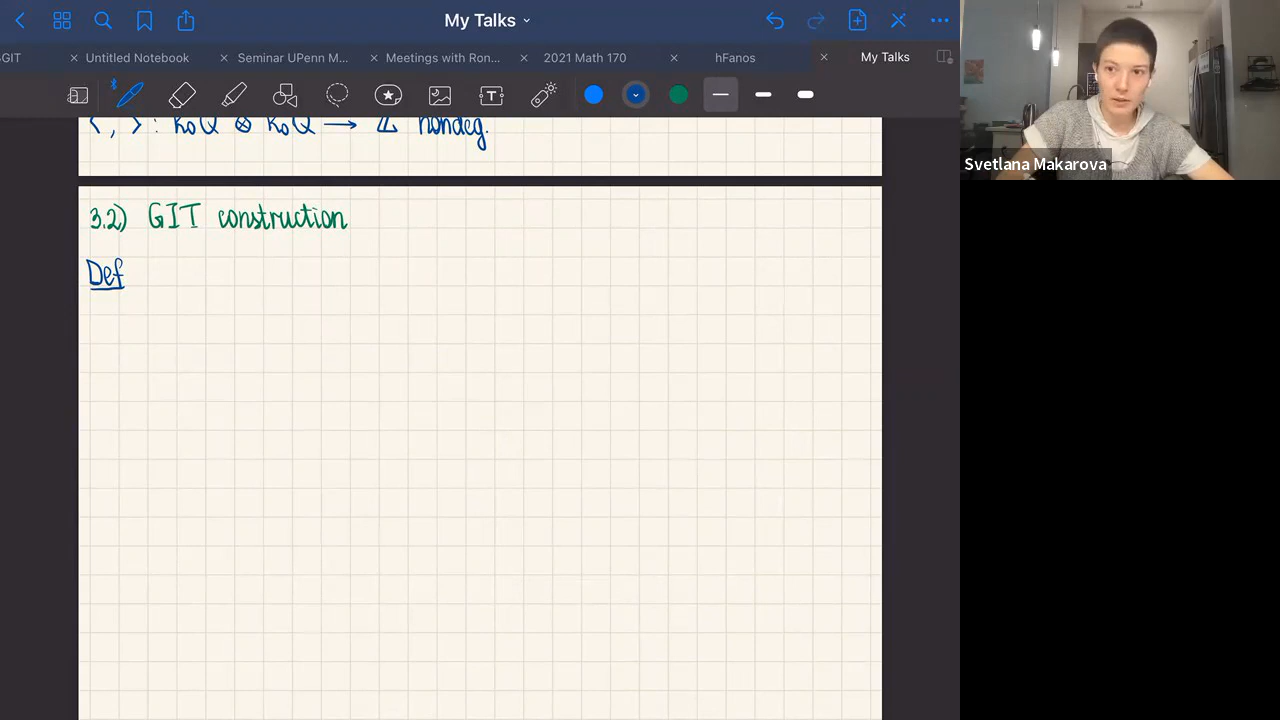 My Talks
GIT
Untitled Notebook
Seminar UPenn M...
Meetings with Ron...
2021 Math 170
hFanos
My Talks
Svetlana Makarova
< , > : K₀Q ⊗ K₀Q → ℤ nondeg.
3.2) GIT construction
Def